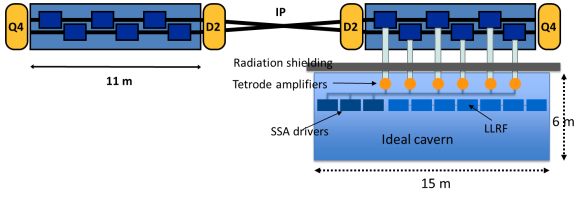 IP
Q4
D2
D2
Q4
11 m
Radiation shielding
Tetrode amplifiers
SSA drivers
LLRF
Ideal cavern
6 m
15 m